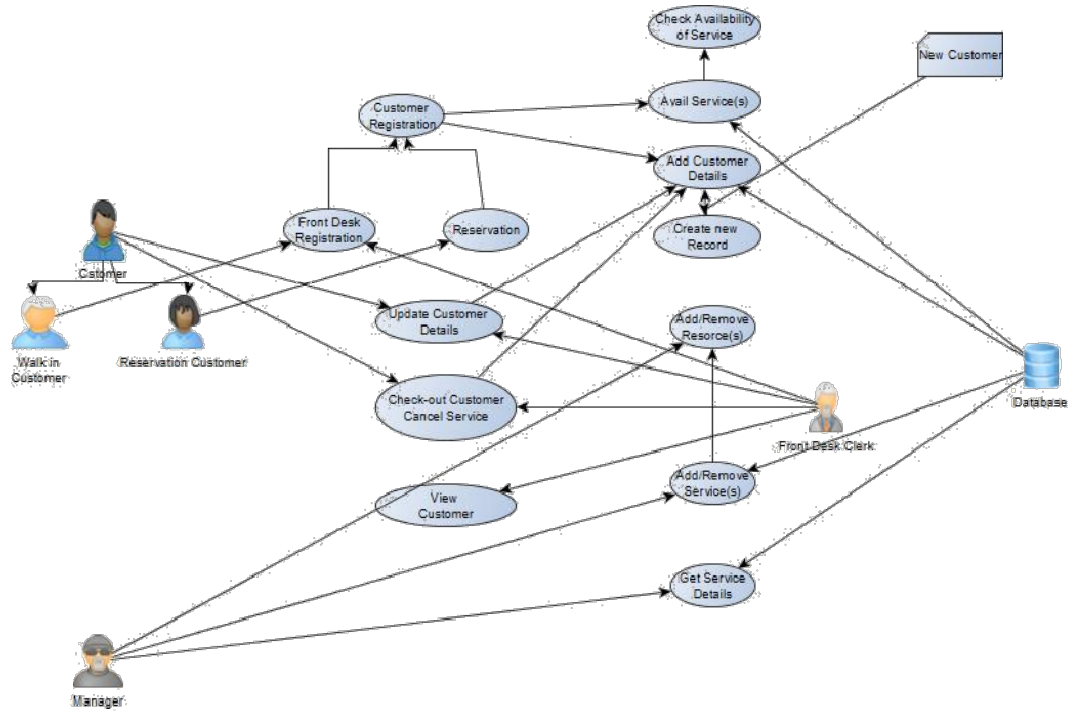 Check Availability
of Service
New Customer
Avail Service(s)
Customer
Registration
Add Customer
Details
Front Desk
Registration
Reservation
Create new
Record
Cstomer
Update Customer
Details
Add/Remove
Resorce(s)
Walk in
Customer
Reservation Customer
Check-out Customer
Cancel Service
Database
Front Desk Clerk
Add/Remove
Service(s)
View
Customer
Get Service
Details
Manager